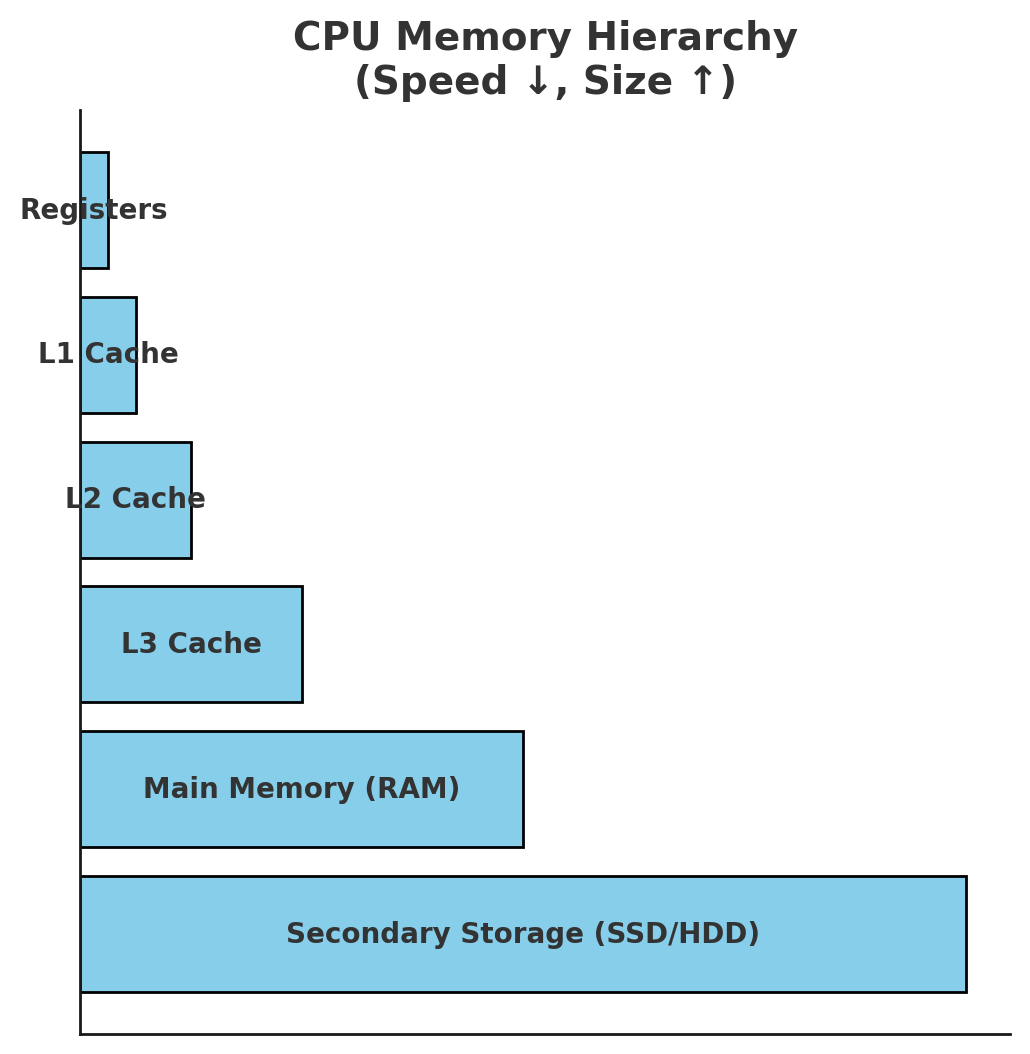 CPU Memory Hierarchy
(Speed ↓, Size ↑)
Registers
L1 Cache
L2 Cache
L3 Cache
Main Memory (RAM)
Secondary Storage (SSD/HDD)